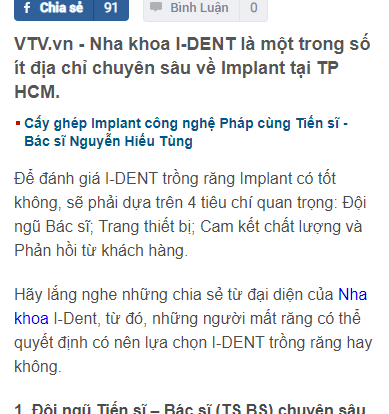 Chia sẻ 91 Bình Luận 0
VTV.vn - Nha khoa I-DENT là một trong số
ít địa chỉ chuyên sâu về Implant tại TP
HCM.
Cấy ghép Implant công nghệ Pháp cùng Tiến sĩ -
Bác sĩ Nguyễn Hiếu Tùng
Để đánh giá I-DENT trồng răng Implant có tốt
không, sẽ phải dựa trên 4 tiêu chí quan trọng: Đội
ngũ Bác sĩ; Trang thiết bị; Cam kết chất lượng và
Phản hồi từ khách hàng.
Hãy lắng nghe những chia sẻ từ đại diện của Nha
khoa I-Dent, từ đó, những người mất răng có thể
quyết định có nên lựa chọn I-DENT trồng răng hay
không.
1. Đội ngũ Tiến sĩ – Bác sĩ (TS.BS) chuyên sâu